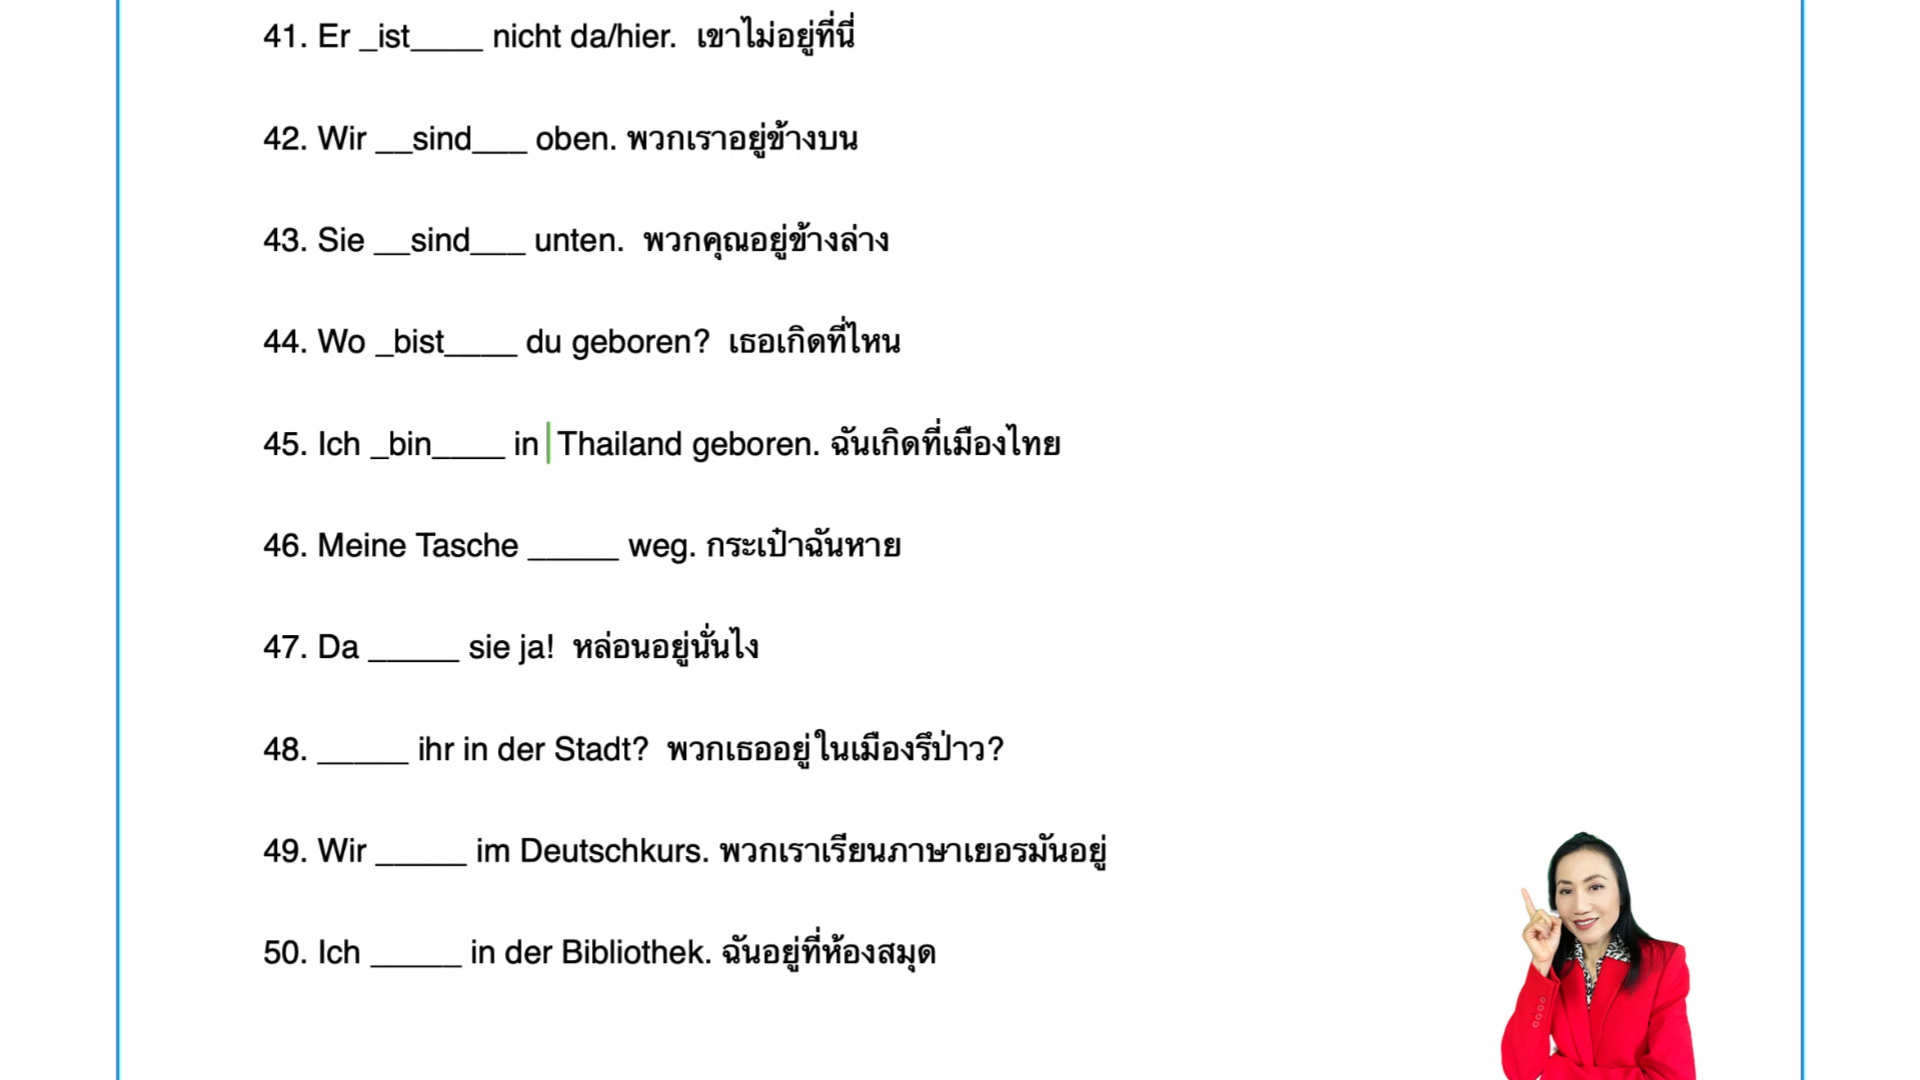 41. Er _ist____ nicht da/hier.  เขาไม่อยู่ที่นี่
42. Wir __sind___ oben. พวกเราอยู่ข้างบน
43. Sie __sind___ unten.  พวกคุณอยู่ข้างล่าง
44. Wo _bist____ du geboren?  เธอเกิดที่ไหน
45. Ich _bin____ in Thailand geboren. ฉันเกิดที่เมืองไทย
46. Meine Tasche _____ weg. กระเป๋าฉันหาย
47. Da _____ sie ja!  หล่อนอยู่นั่นไง
48. _____ ihr in der Stadt?  พวกเธออยู่ในเมืองรึป่าว?
49. Wir _____ im Deutschkurs. พวกเราเรียนภาษาเยอรมันอยู่
50. Ich _____ in der Bibliothek. ฉันอยู่ที่ห้องสมุด